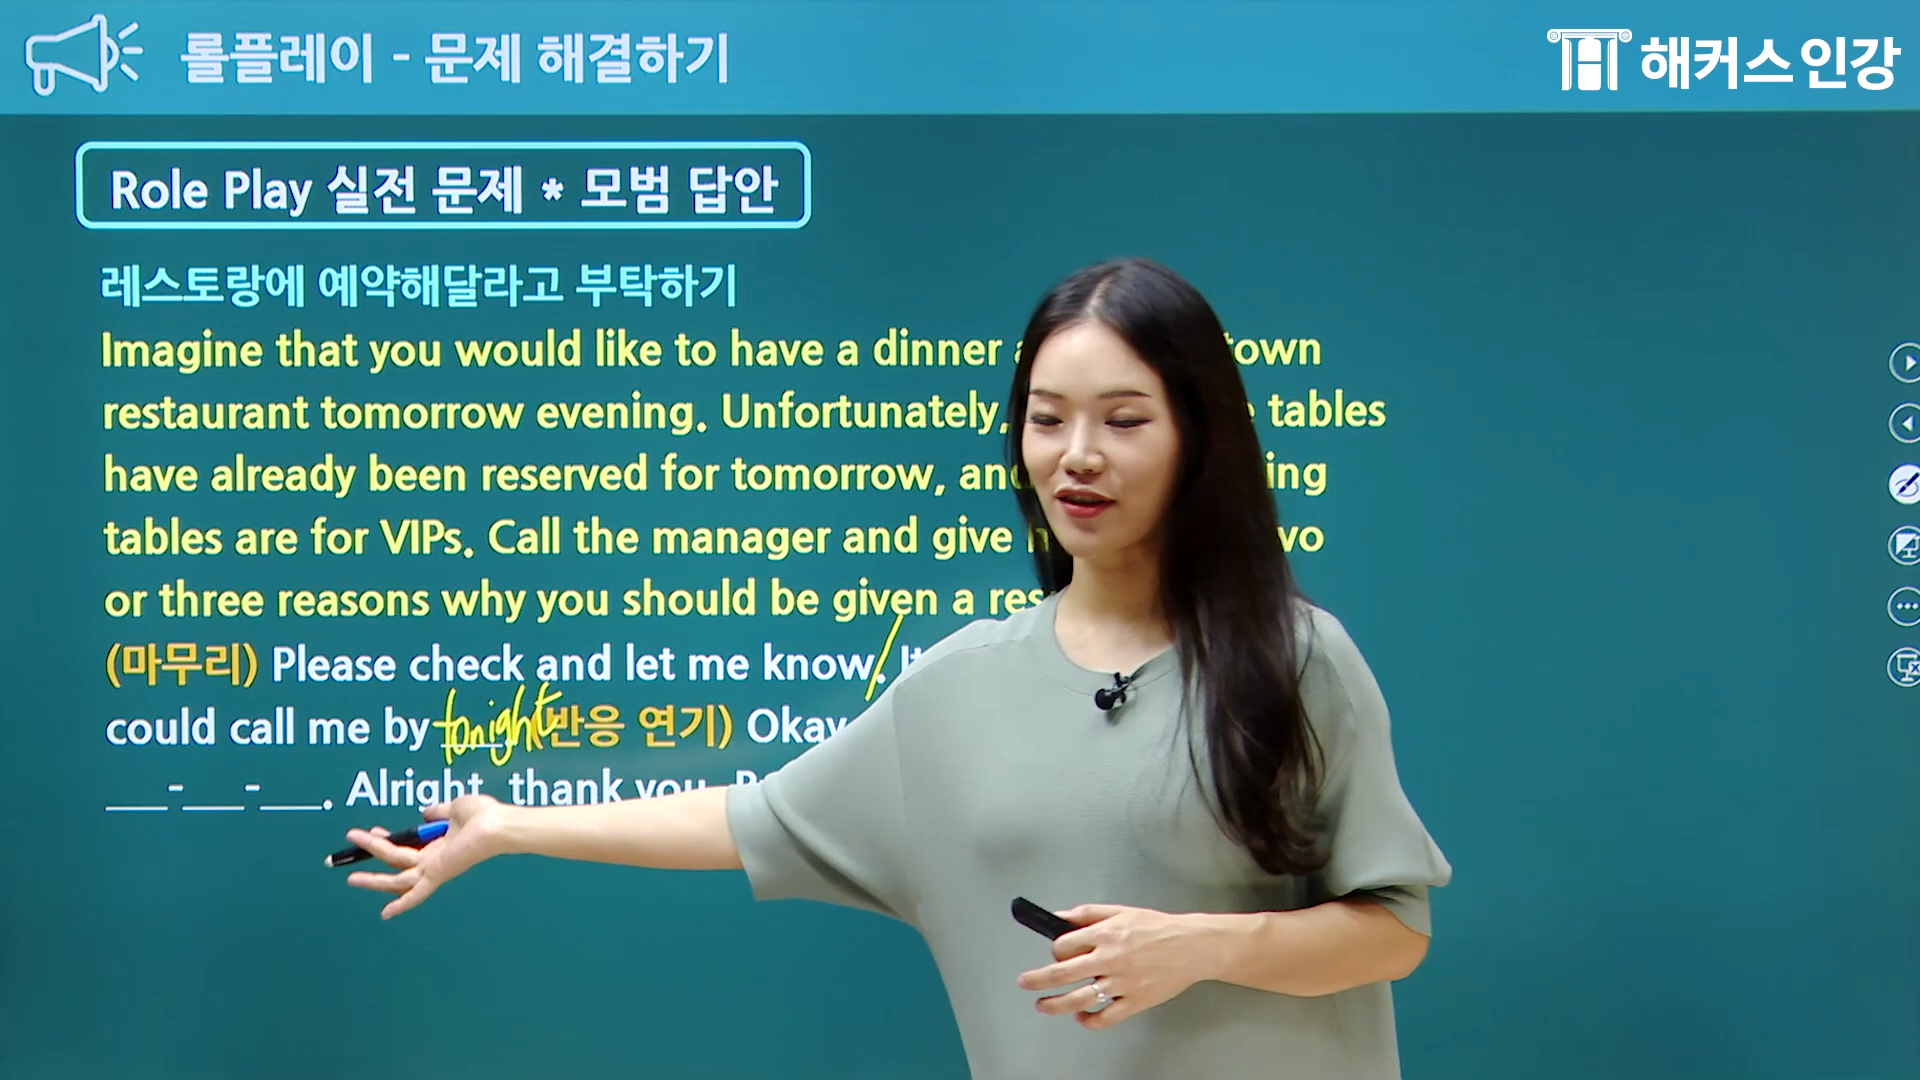 롤플레이 - 문제 해결하기
해커스인강
Role Play 실전 문제 * 모범 답안
레스토랑에 예약해달라고 부탁하기
Imagine that you would like to have a dinner town
restaurant tomorrow evening. Unfortunately, tables
have already been reserved for tomorrow,
tables are for VIPs. Call the manager and give
or three reasons why you should be given a
(마무리) Please check and let me know.
could call me by tonight (반응 연기) Okay
___-___-___. Alright, thank you.